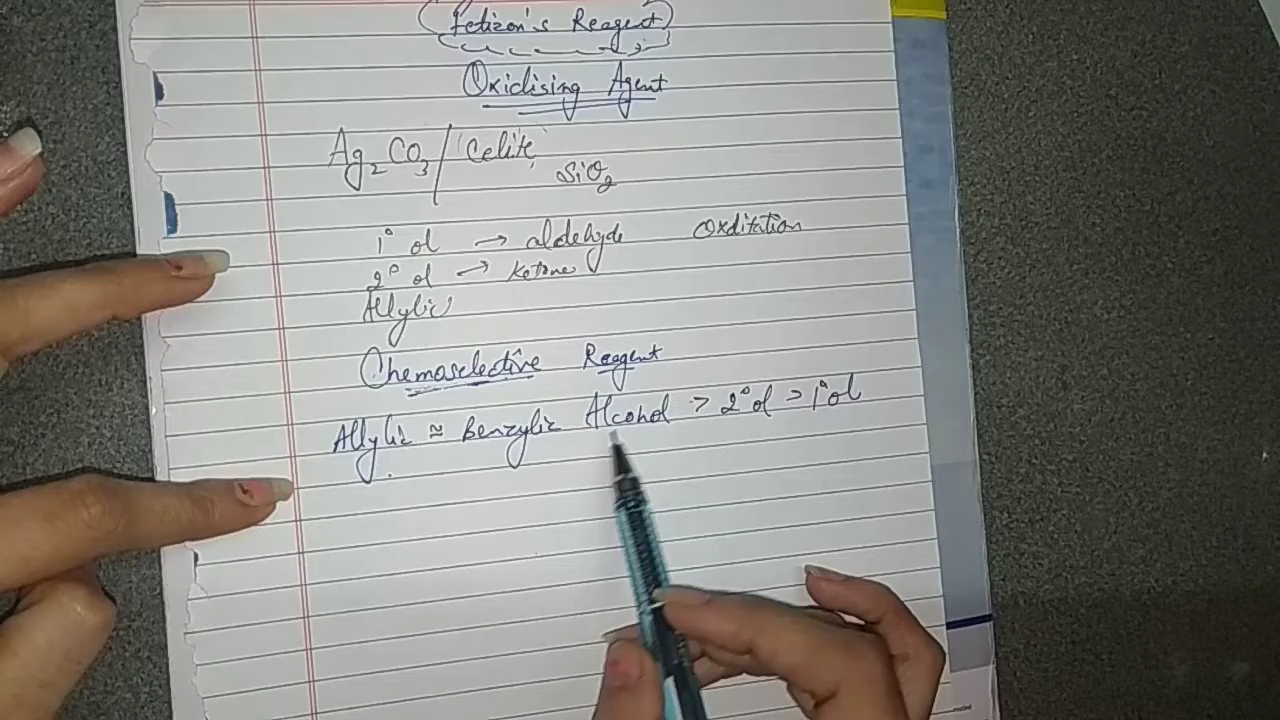 Fetizon's Reagent
Oxidising Agent
Ag₂CO₃ / Celite
SiO₂
1° ol → aldehyde Oxditation
2° ol → Ketone
Allylic
Chemoselective Reagent
Allylic ≈ Benzylic Alcohol > 2° ol > 1° ol